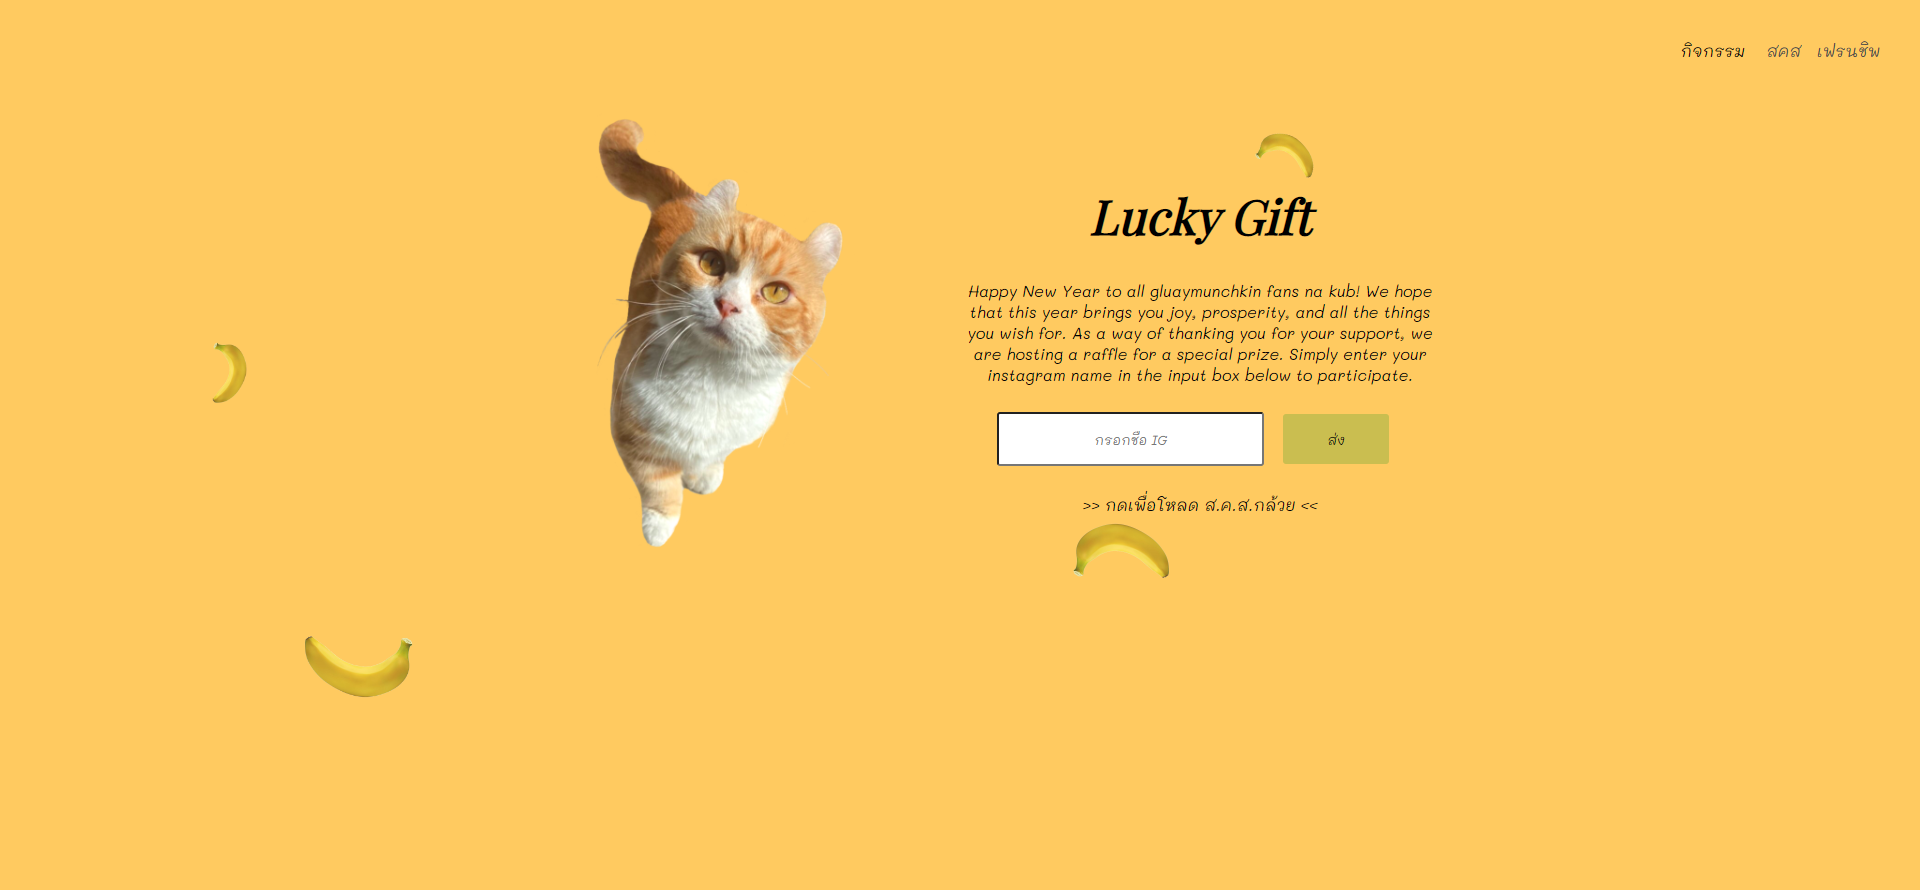 กิจกรรม สคส เฟรนชิพ
Lucky Gift
Happy New Year to all gluaymunchkin fans na kub! We hope
that this year brings you joy, prosperity, and all the things
you wish for. As a way of thanking you for your support, we
are hosting a raffle for a special prize. Simply enter your
instagram name in the input box below to participate.
กรอกชือ IG ส่ง
>> กดเพื่อโหลด ส.ค.ส.กล้วย <<